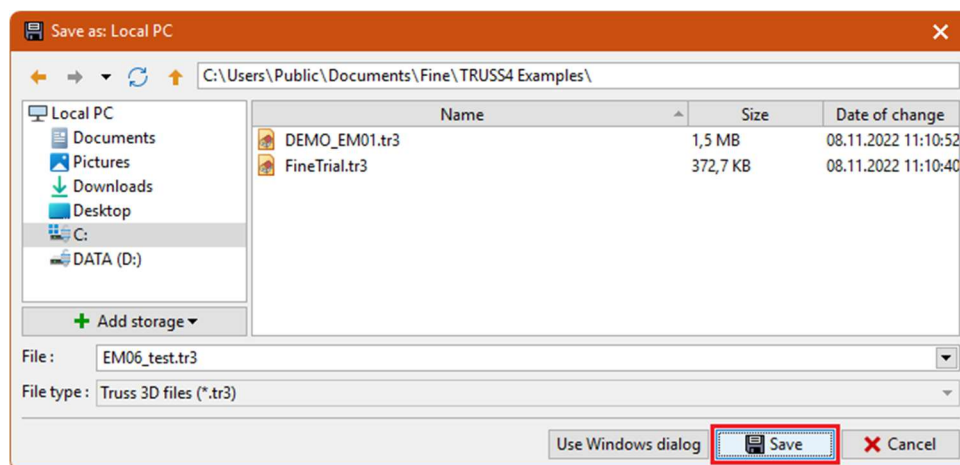 Save as: Local PC
C:\Users\Public\Documents\Fine\TRUSS4 Examples\
Local PC
Documents
Pictures
Downloads
Desktop
C:
DATA (D:)
Add storage
Name Size Date of change
DEMO_EM01.tr3 1,5 MB 08.11.2022 11:10:52
FineTrial.tr3 372,7 KB 08.11.2022 11:10:40
File : EM06_test.tr3
File type : Truss 3D files (*.tr3)
Use Windows dialog Save Cancel